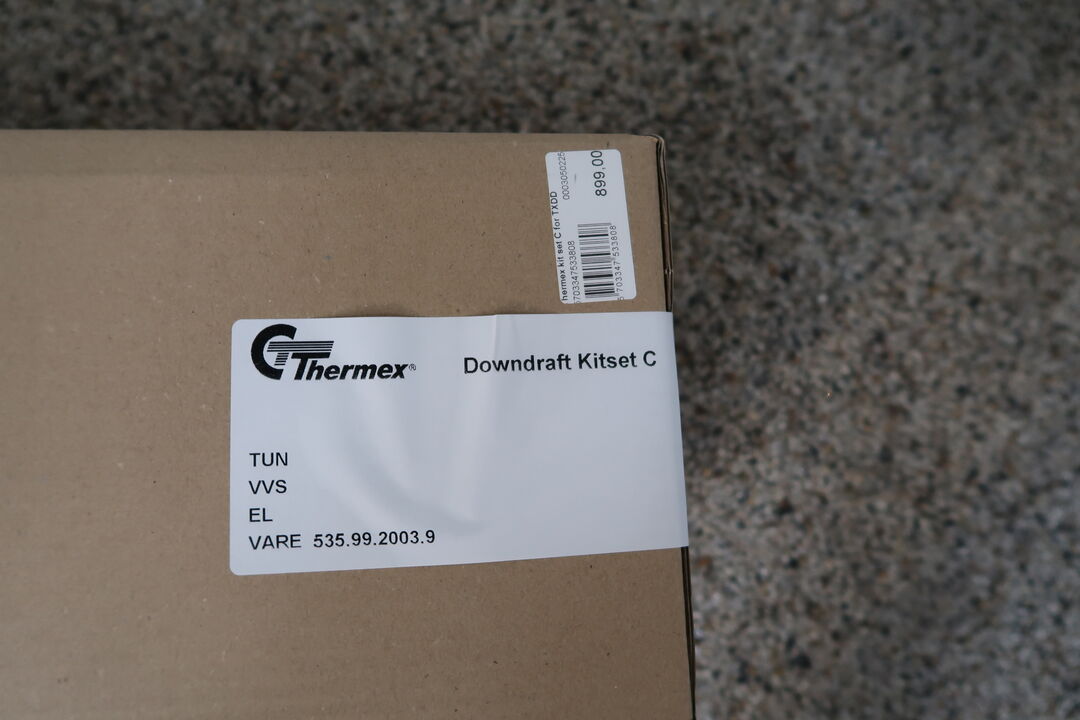 0003050225
899,00
hermex kit set C for TXDD
5703347533808
5 703347 533808
Thermex®
Downdraft Kitset C
TUN
VVS
EL
VARE 535.99.2003.9